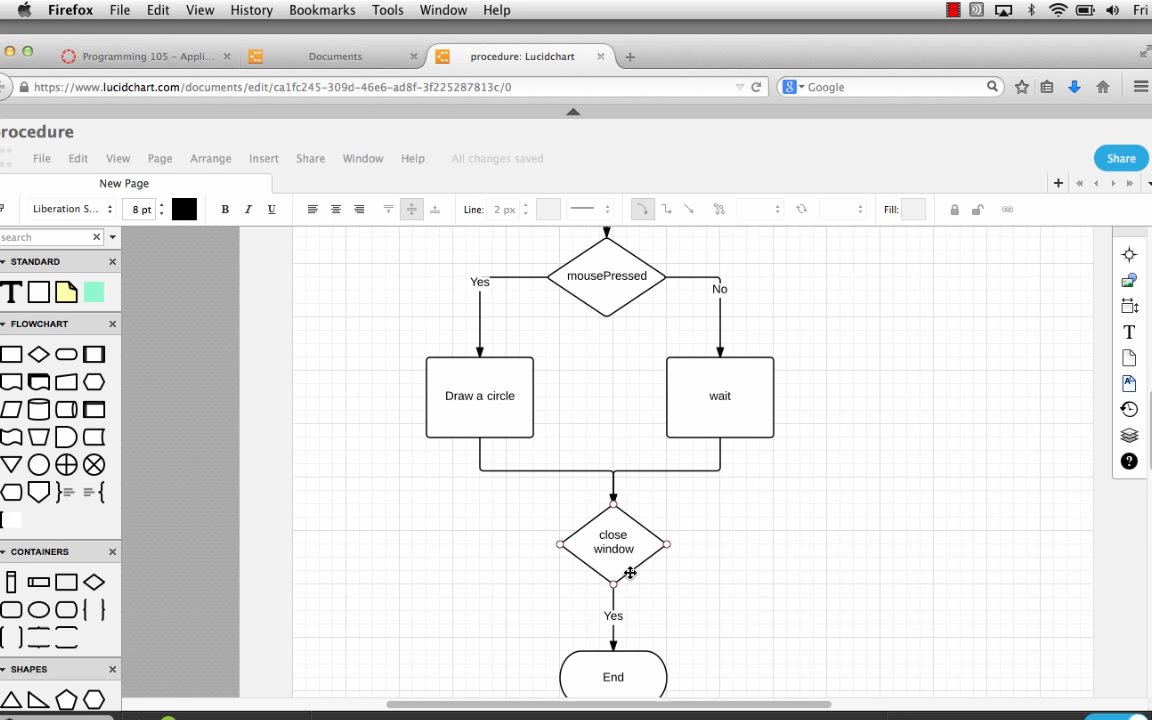 Firefox File Edit View History Bookmarks Tools Window Help Fri
Programming 105 – Appli... Documents procedure: Lucidchart
https://www.lucidchart.com/documents/edit/ca1fc245-309d-46e6-ad8f-3f225287813c/0 Google
rocedure
File Edit View Page Arrange Insert Share Window Help All changes saved Share
New Page
Liberation S... 8 pt B I U Line: 2 px Fill:
search
STANDARD
T
FLOWCHART
CONTAINERS
SHAPES
mousePressed
Yes
No
Draw a circle
wait
close
window
Yes
End